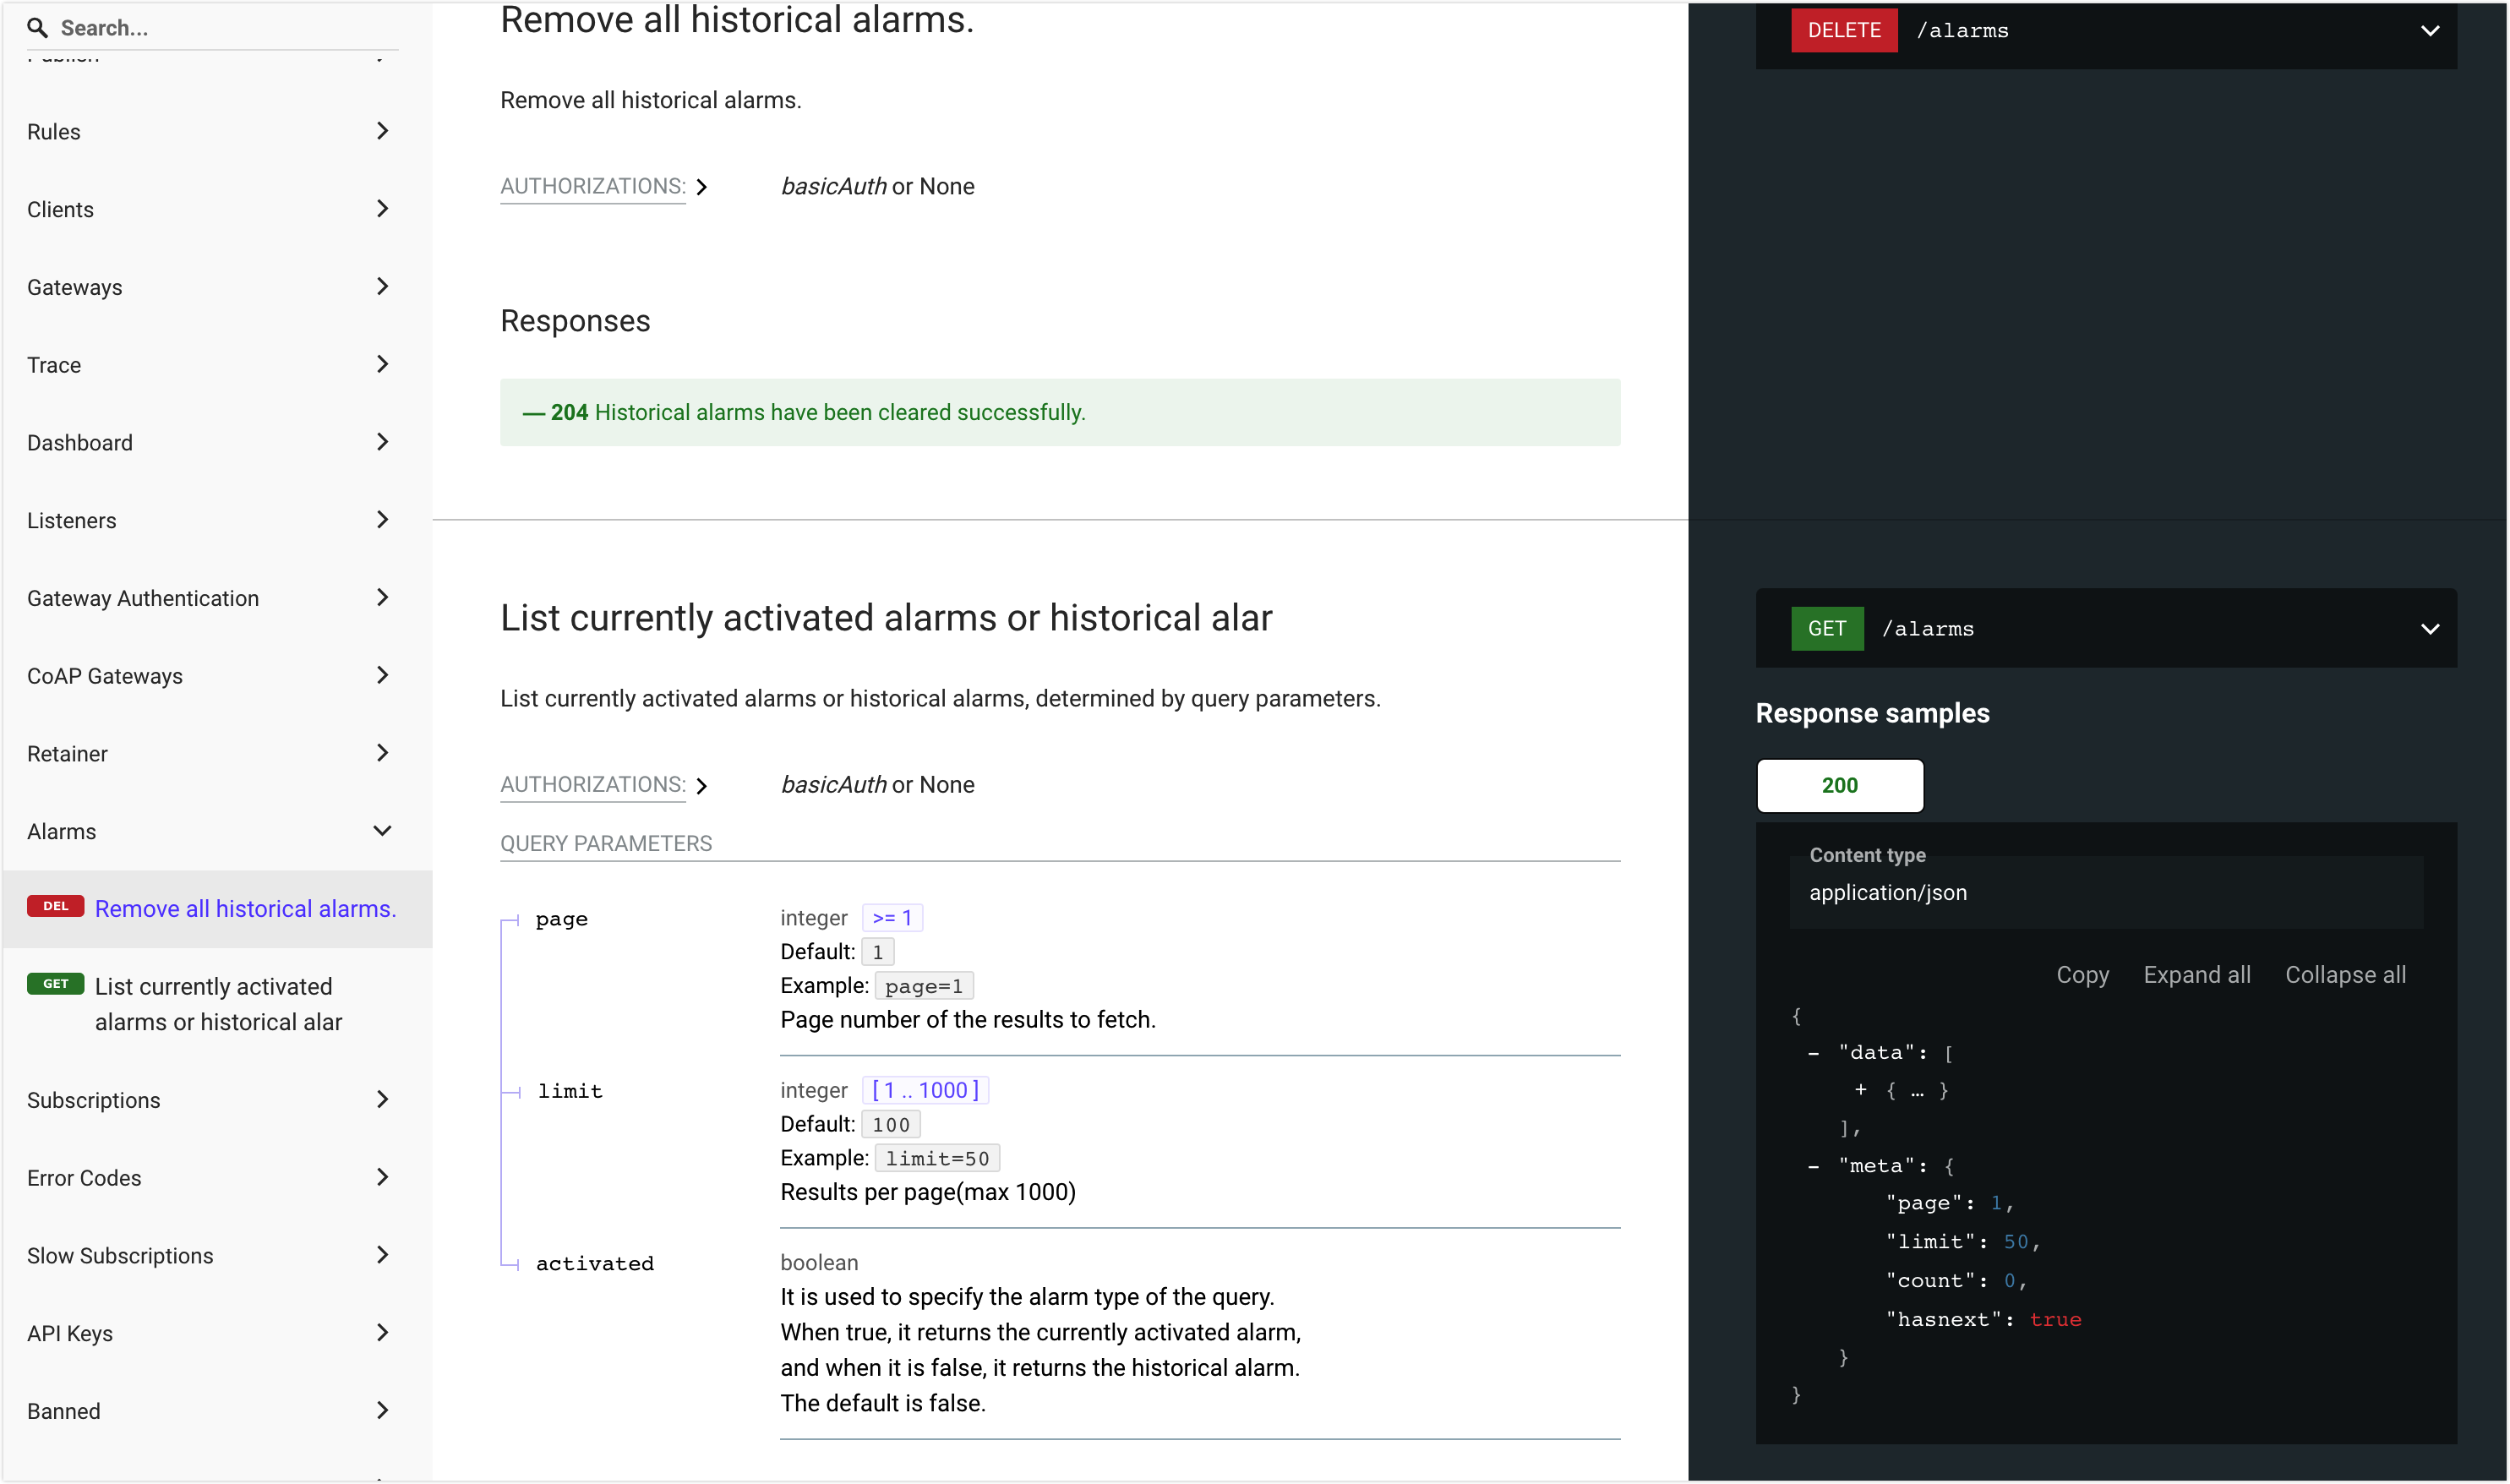 Search...
Publish
Rules
Clients
Gateways
Trace
Dashboard
Listeners
Gateway Authentication
CoAP Gateways
Retainer
Alarms
DEL Remove all historical alarms.
GET List currently activated
alarms or historical alar
Subscriptions
Error Codes
Slow Subscriptions
API Keys
Banned
Remove all historical alarms.
Remove all historical alarms.
AUTHORIZATIONS: basicAuth or None
Responses
— 204 Historical alarms have been cleared successfully.
List currently activated alarms or historical alar
List currently activated alarms or historical alarms, determined by query parameters.
AUTHORIZATIONS: basicAuth or None
QUERY PARAMETERS
page integer >= 1
Default: 1
Example: page=1
Page number of the results to fetch.
limit integer [ 1 .. 1000 ]
Default: 100
Example: limit=50
Results per page(max 1000)
activated boolean
It is used to specify the alarm type of the query.
When true, it returns the currently activated alarm,
and when it is false, it returns the historical alarm.
The default is false.
DELETE /alarms
GET /alarms
Response samples
200
Content type
application/json
Copy Expand all Collapse all
{
- "data": [
+ { … }
],
- "meta": {
"page": 1,
"limit": 50,
"count": 0,
"hasnext": true
}
}